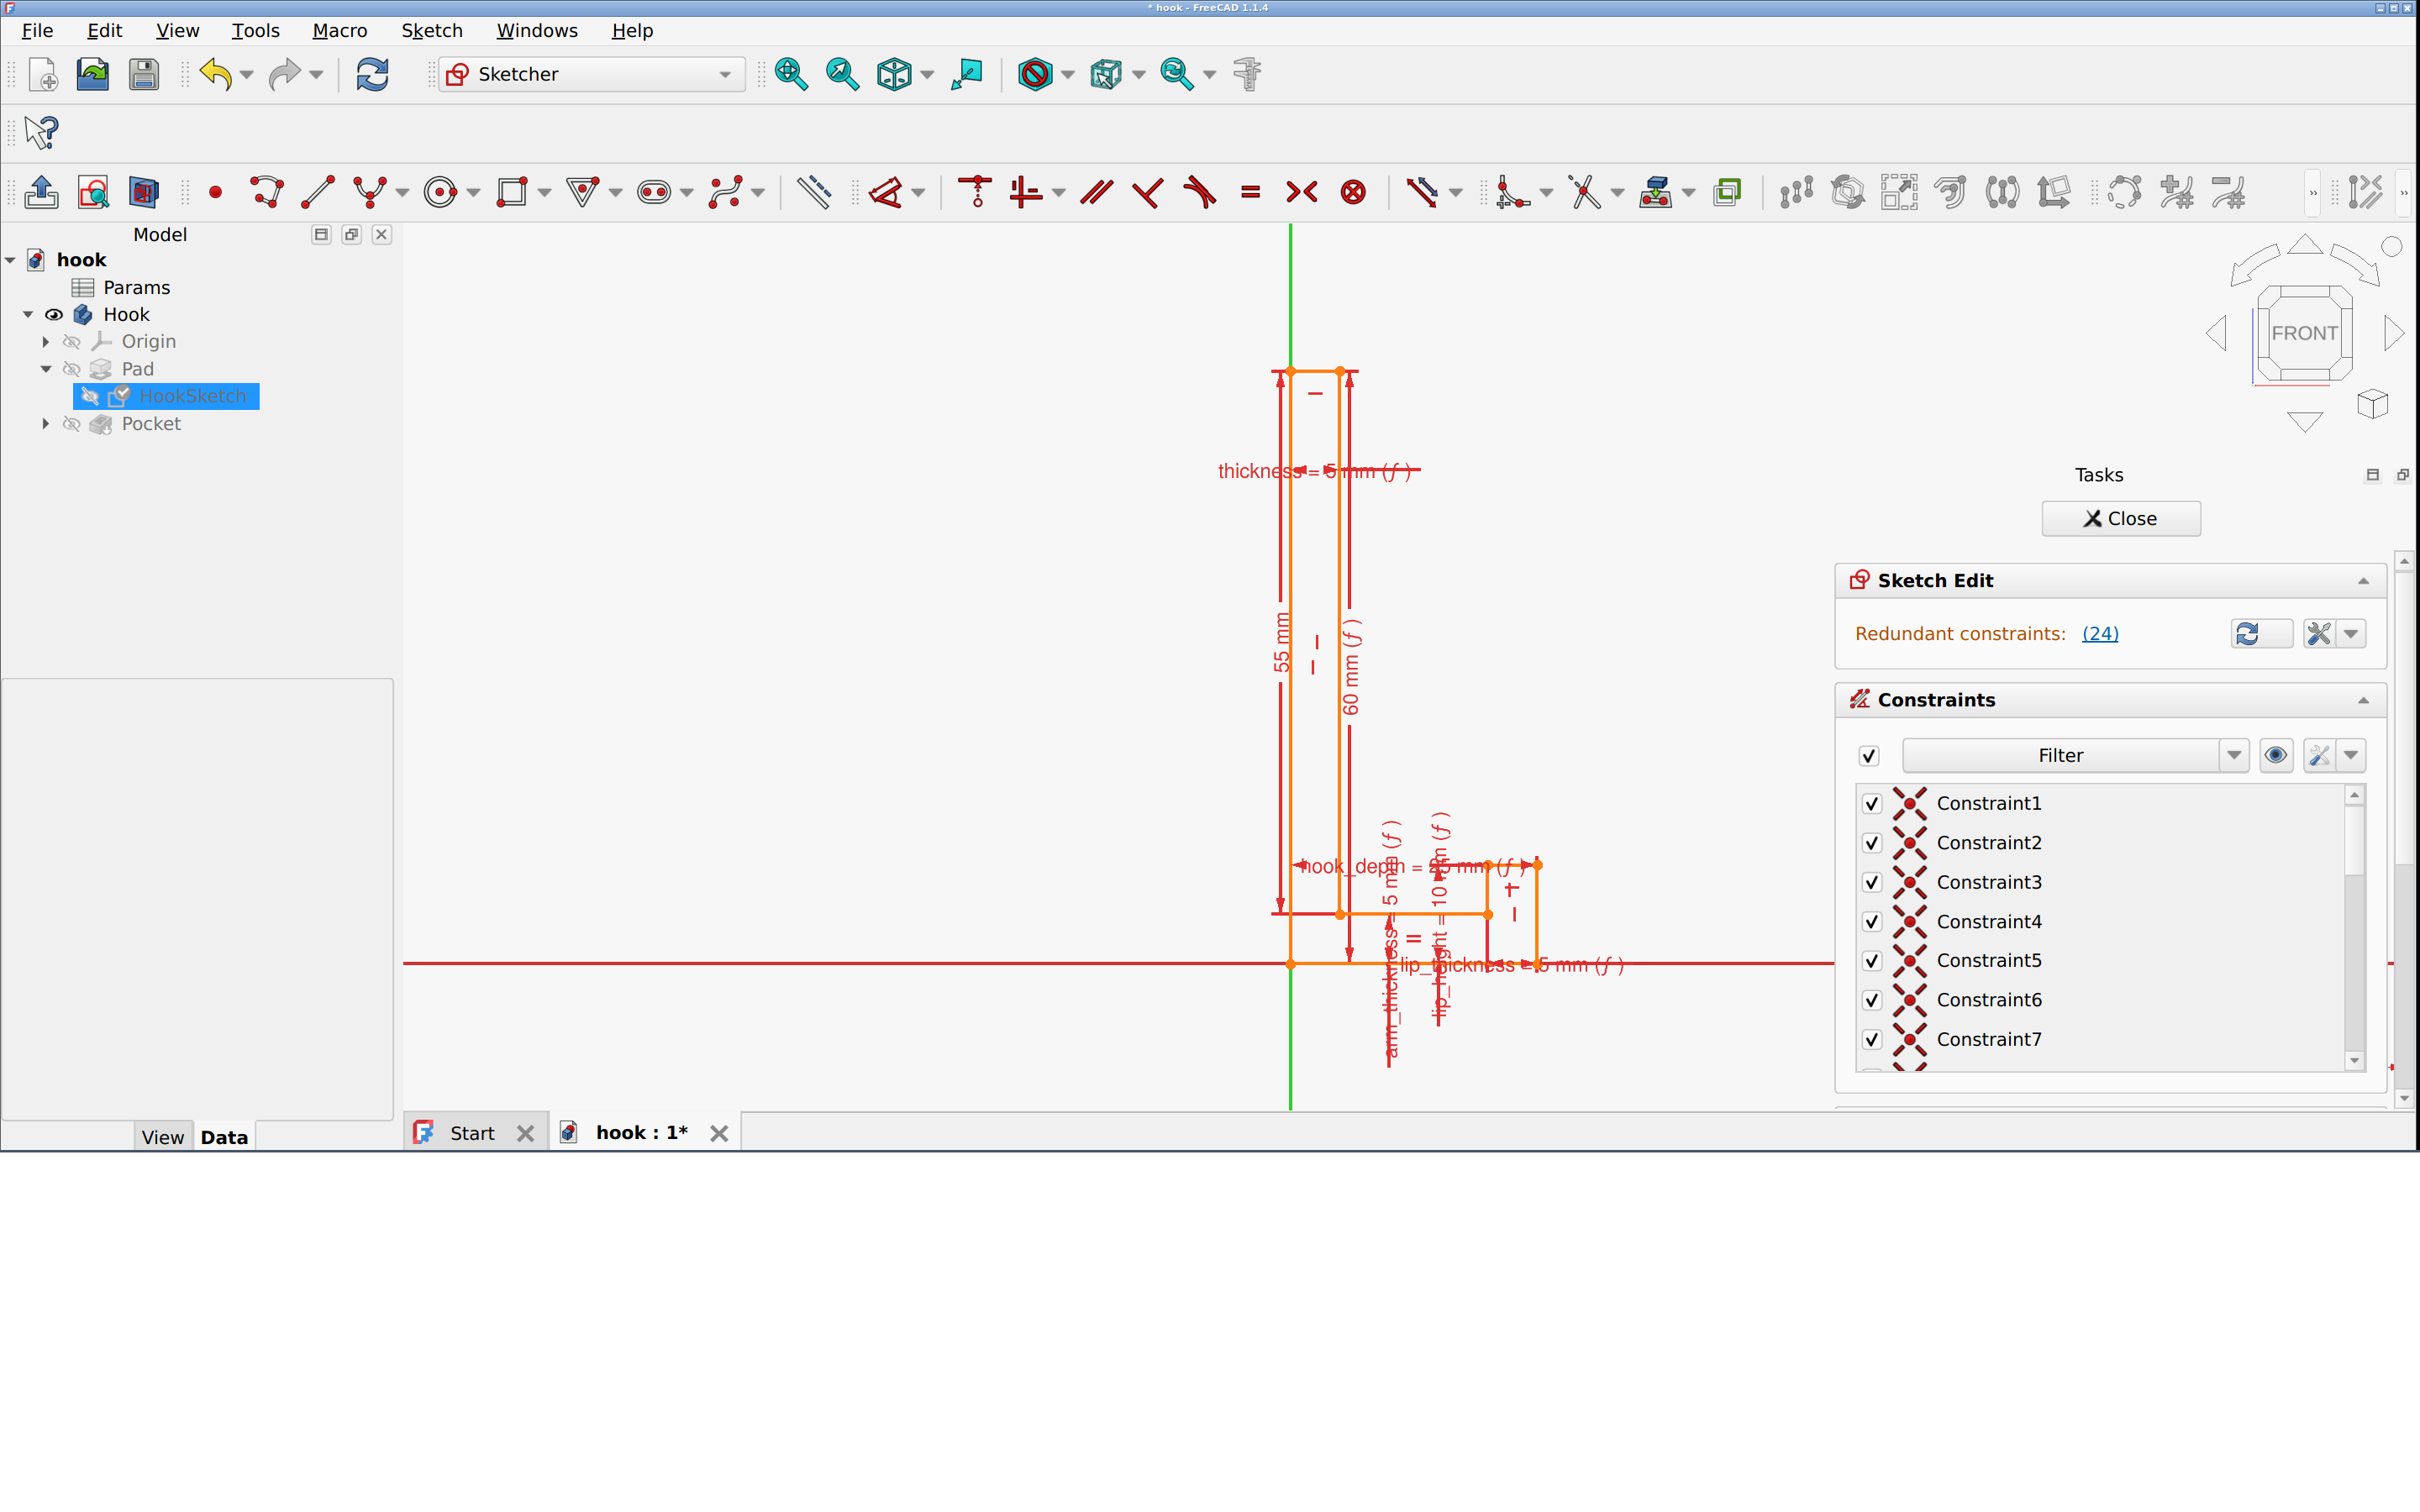 * hook - FreeCAD 1.1.4
File Edit View Tools Macro Sketch Windows Help
Sketcher
Model
hook
Params
Hook
Origin
Pad
HookSketch
Pocket
View
Data
thickness = 5 mm (ƒ )
55 mm
60 mm (ƒ )
hook_depth = 25 mm (ƒ )
arm_thickness = 5 mm (ƒ )
lip_height = 10 mm (ƒ )
lip_thickness = 5 mm (ƒ )
FRONT
Tasks
Close
Sketch Edit
Redundant constraints: (24)
Constraints
Filter
Constraint1
Constraint2
Constraint3
Constraint4
Constraint5
Constraint6
Constraint7
Start
hook : 1*